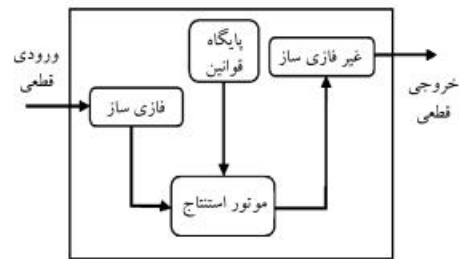 ورودی
قطعی
فازی ساز
پایگاه
قوانین
موتور استنتاج
غیر فازی ساز
خروجی
قطعی